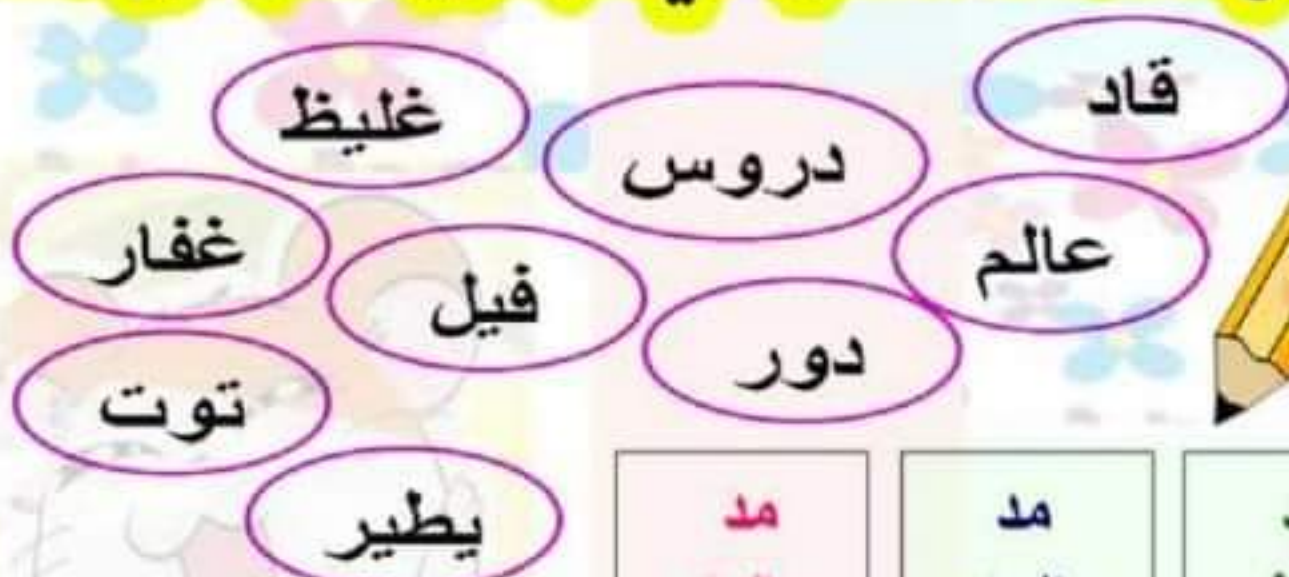 قاد
غليظ
دروس
عالم
غفار
فيل
دور
توت
يطير
مد
مد